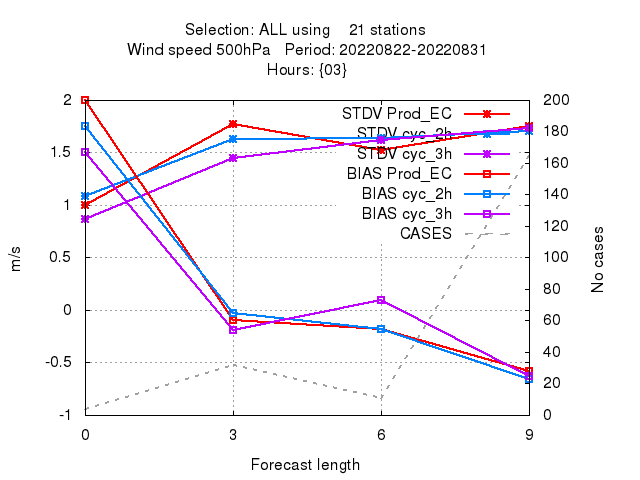 Selection: ALL using 21 stations
Wind speed 500hPa Period: 20220822-20220831
Hours: {03}
2
1.5
1
0.5
0
-0.5
-1
m/s
STDV Prod_EC
STDV cyc_2h
STDV cyc_3h
BIAS Prod_EC
BIAS cyc_2h
BIAS cyc_3h
CASES
200
180
160
140
120
100
80
60
40
20
0
No cases
0 3 6 9
Forecast length